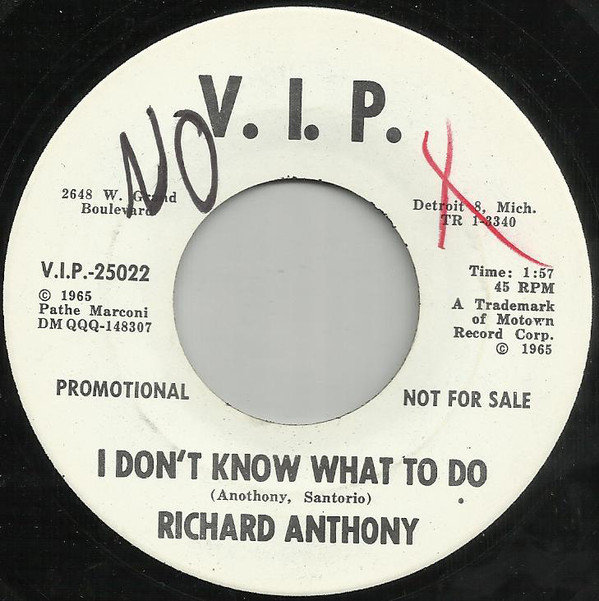 NO
V. I. P.
X
2648 W. Grand
Boulevard
Detroit 8, Mich.
TR 1-3340
V.I.P.-25022
© 1965
Pathe Marconi
DM QQQ-148307
Time: 1:57
45 RPM
A Trademark
of Motown
Record Corp.
© 1965
PROMOTIONAL
NOT FOR SALE
I DON'T KNOW WHAT TO DO
(Anothony, Santorio)
RICHARD ANTHONY